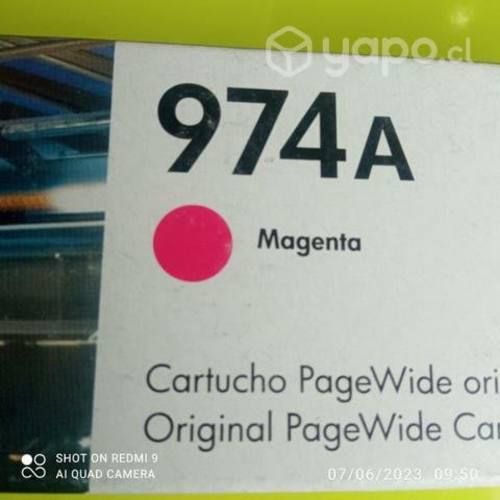 yapo.cl
974A
Magenta
Cartucho PageWide ori
Original PageWide Car
SHOT ON REDMI 9
AI QUAD CAMERA
07/06/2023 09:50